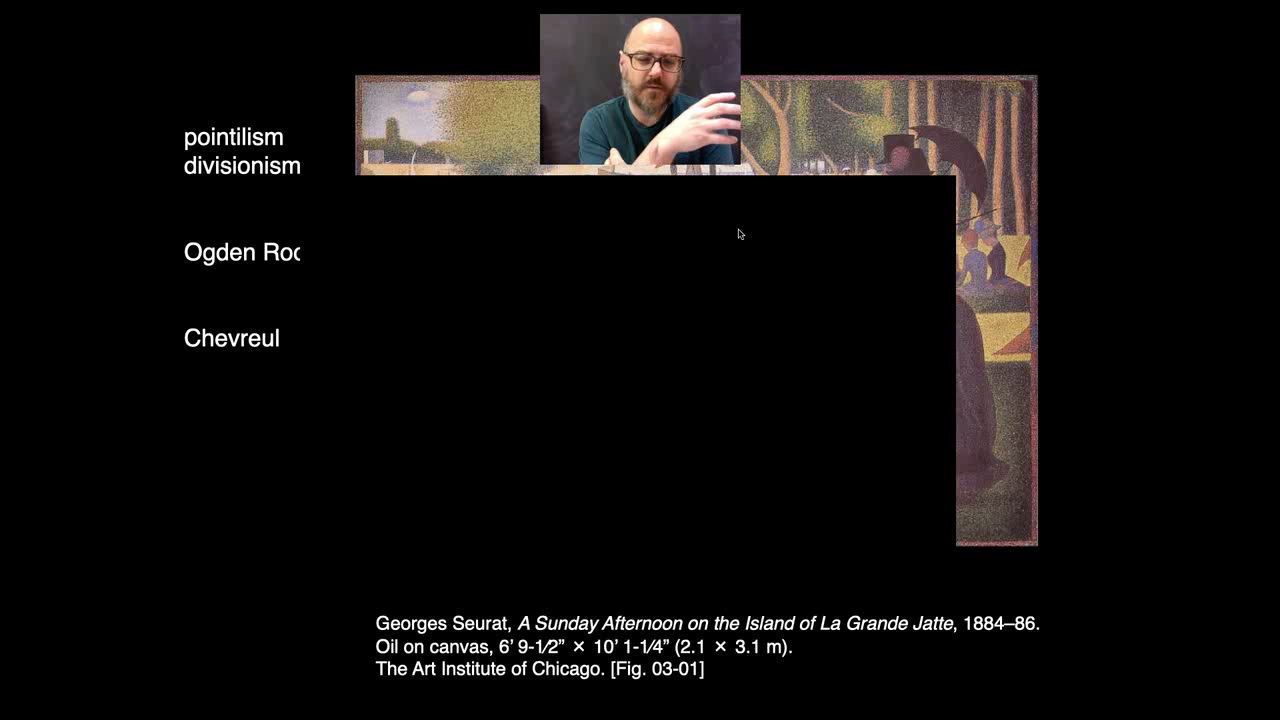 pointilism
divisionism
Ogden Roo
Chevreul
Georges Seurat, A Sunday Afternoon on the Island of La Grande Jatte, 1884–86.
Oil on canvas, 6’ 9-1⁄2” × 10’ 1-1⁄4” (2.1 × 3.1 m).
The Art Institute of Chicago. [Fig. 03-01]